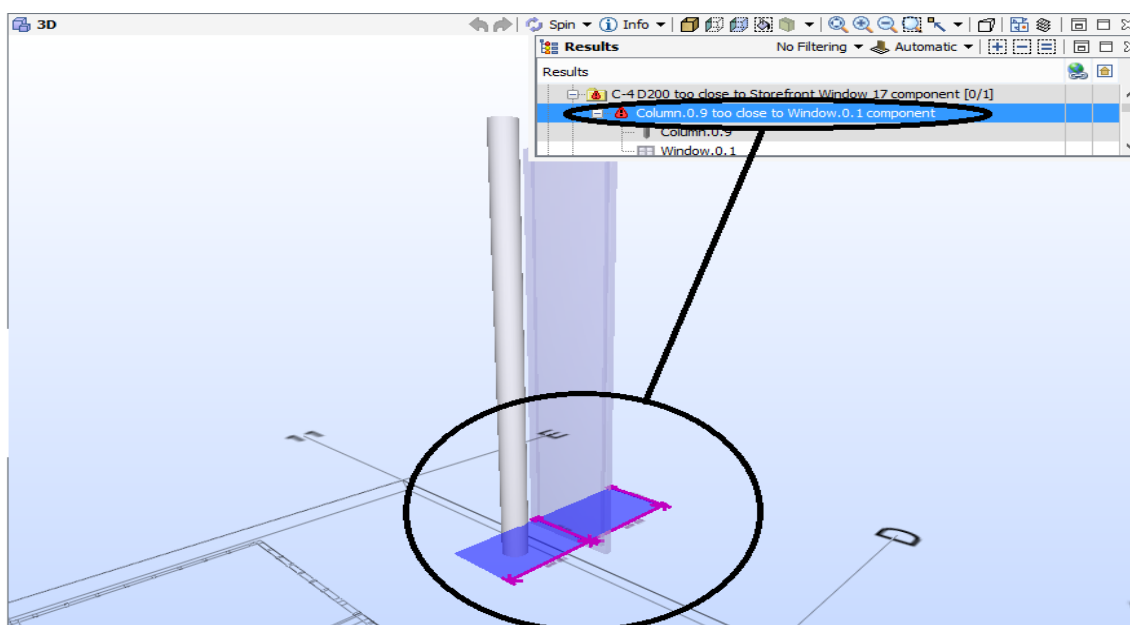 3D
Spin
Info
Results
No Filtering
Automatic
Results
C-4 D200 too close to Storefront Window 17 component [0/1]
Column.0.9 too close to Window.0.1 component
Column.0.9
Window.0.1
E
D